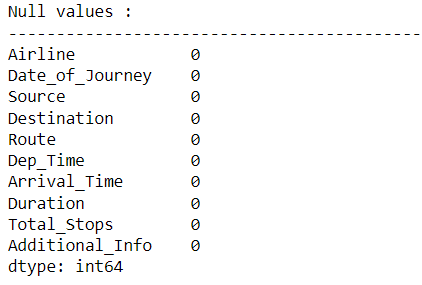 Null values :
-------------------------------------------
Airline            0
Date_of_Journey    0
Source             0
Destination        0
Route              0
Dep_Time           0
Arrival_Time       0
Duration           0
Total_Stops        0
Additional_Info    0
dtype: int64